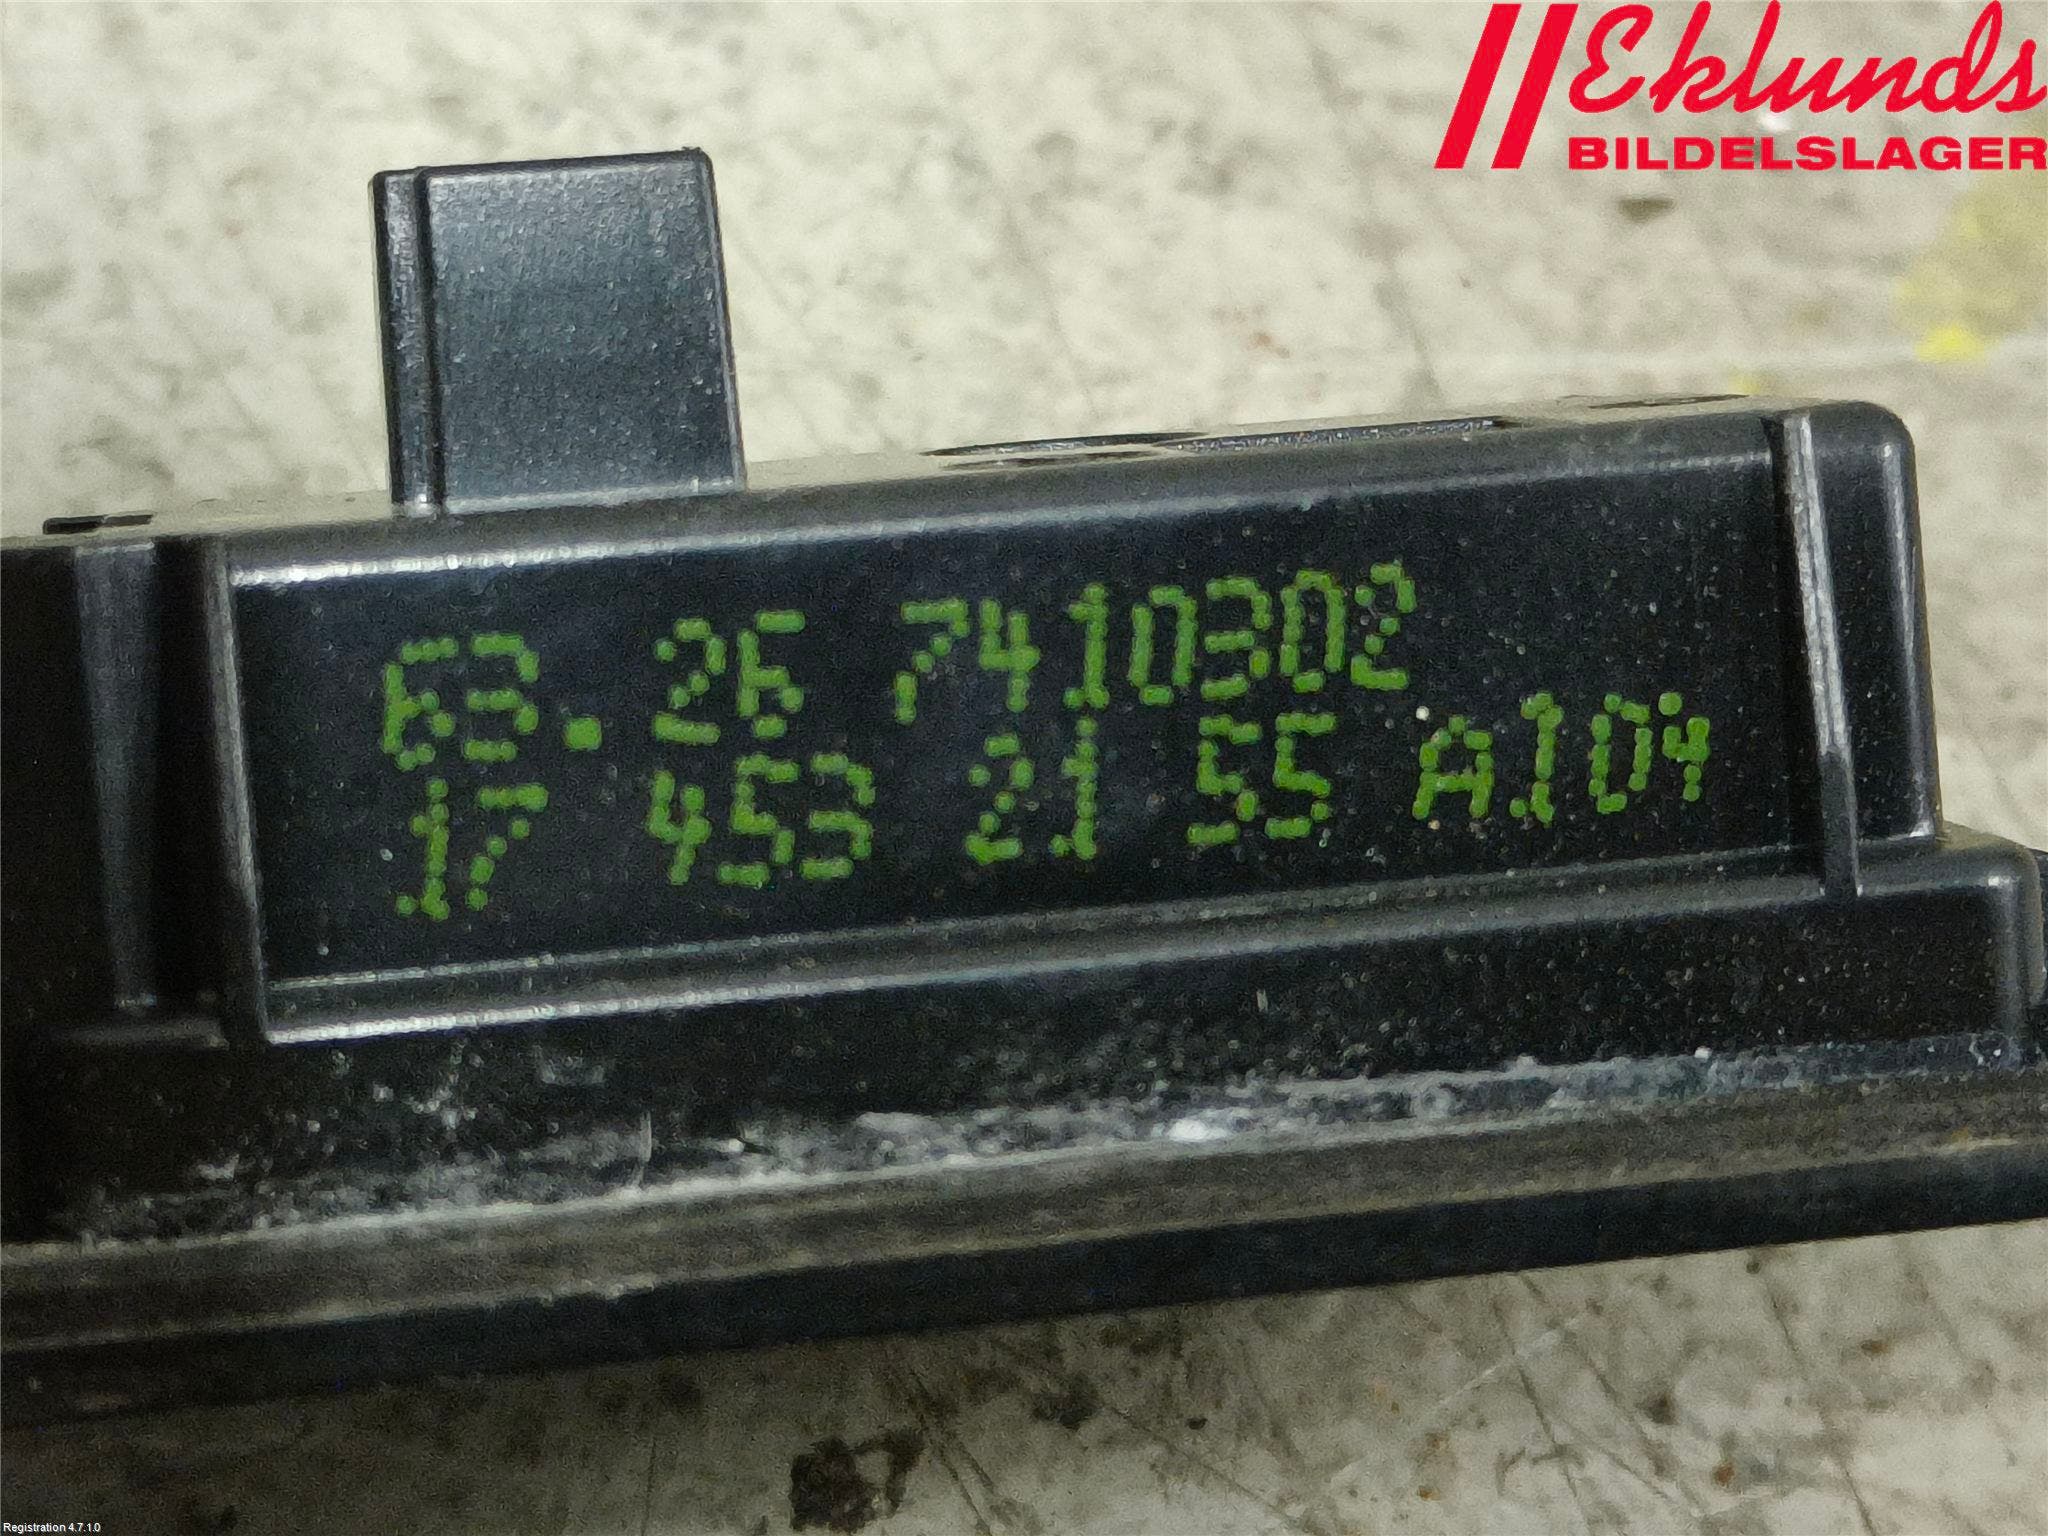 Eklunds
BILDELSLAGER
63.26 7410302
17 453 21 55 A104
Registration 4.7.1.0